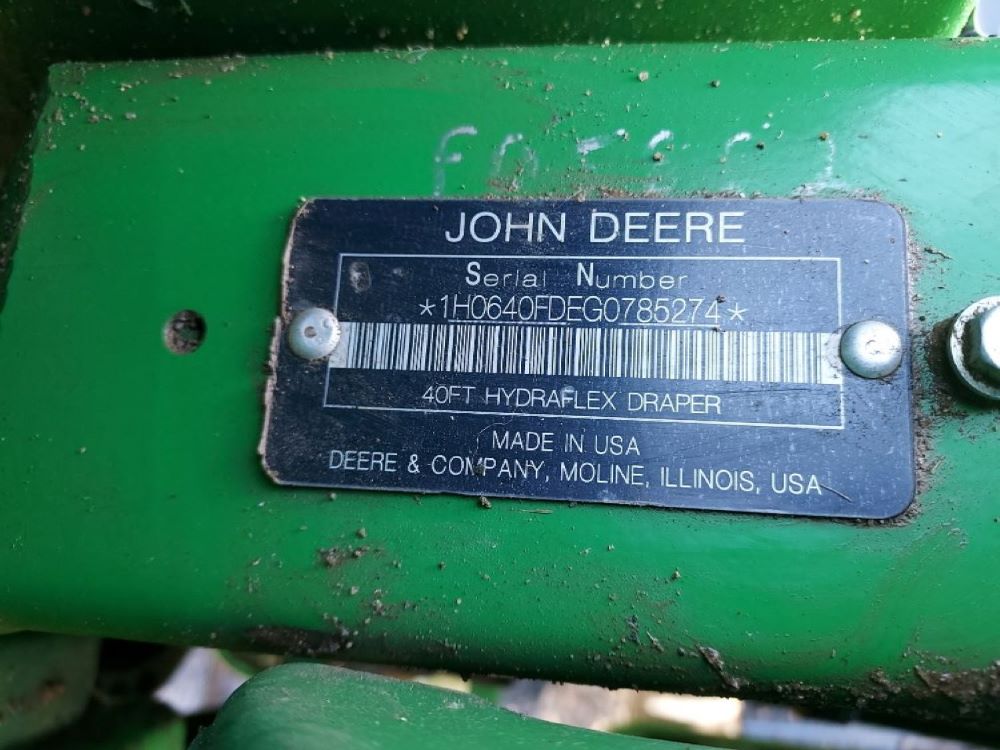 JOHN DEERE
Serial Number
*1H0640FDEG0785274*
40FT HYDRAFLEX DRAPER
MADE IN USA
DEERE & COMPANY, MOLINE, ILLINOIS, USA